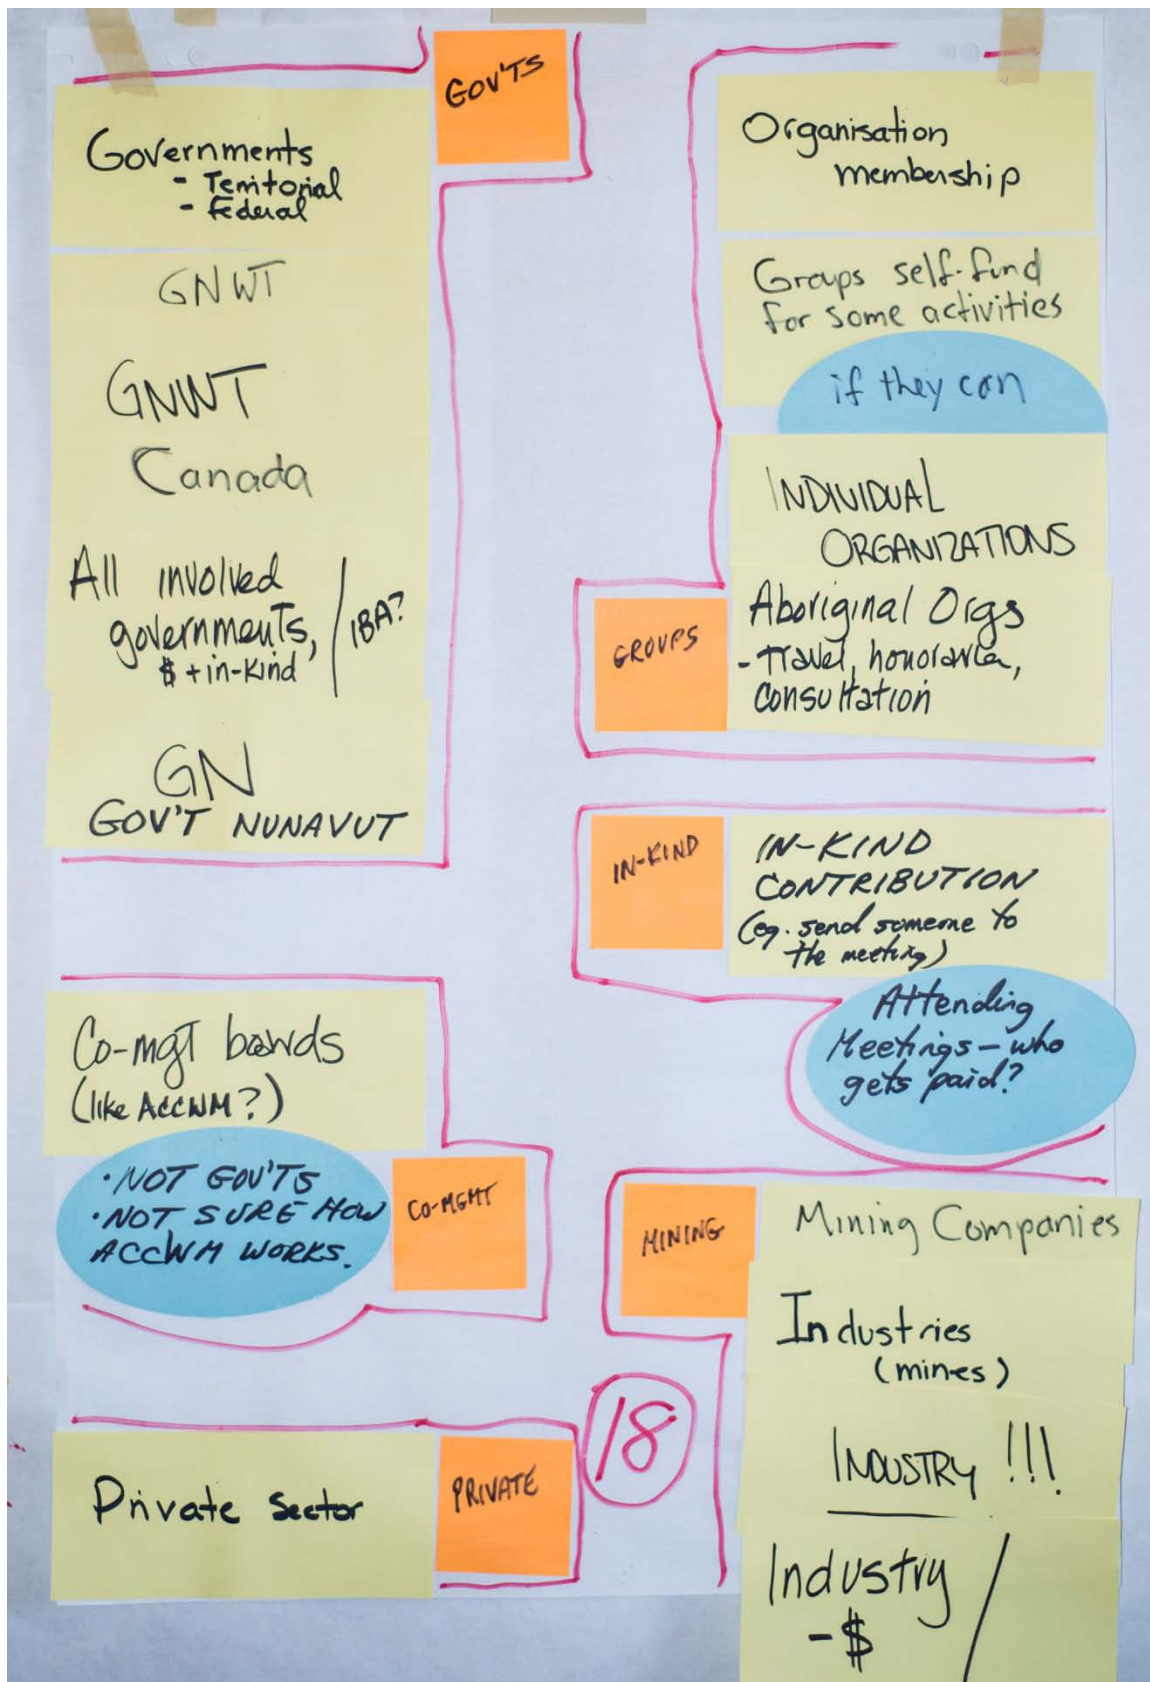 GOV'TS
Governments
- Territorial
- Federal
GNWT
GNWT
Canada
All involved
governments,
$ + in-kind
/ IBA?
GN
GOV'T NUNAVUT
Co-mgt boards
(like ACCWM?)
• NOT GOV'TS
• NOT SURE HOW
ACCWM WORKS.
CO-MGMT
Private sector
PRIVATE
18
Organisation
membership
Groups self-fund
for some activities
if they can
INDIVIDUAL
ORGANIZATIONS
GROUPS
Aboriginal Orgs
- Travel, honoraria,
consultation
IN-KIND
IN-KIND
CONTRIBUTION
(eg. send someone to
the meeting)
Attending
Meetings - who
gets paid?
MINING
Mining Companies
Industries
(mines)
INDUSTRY !!!
Industry /
- $